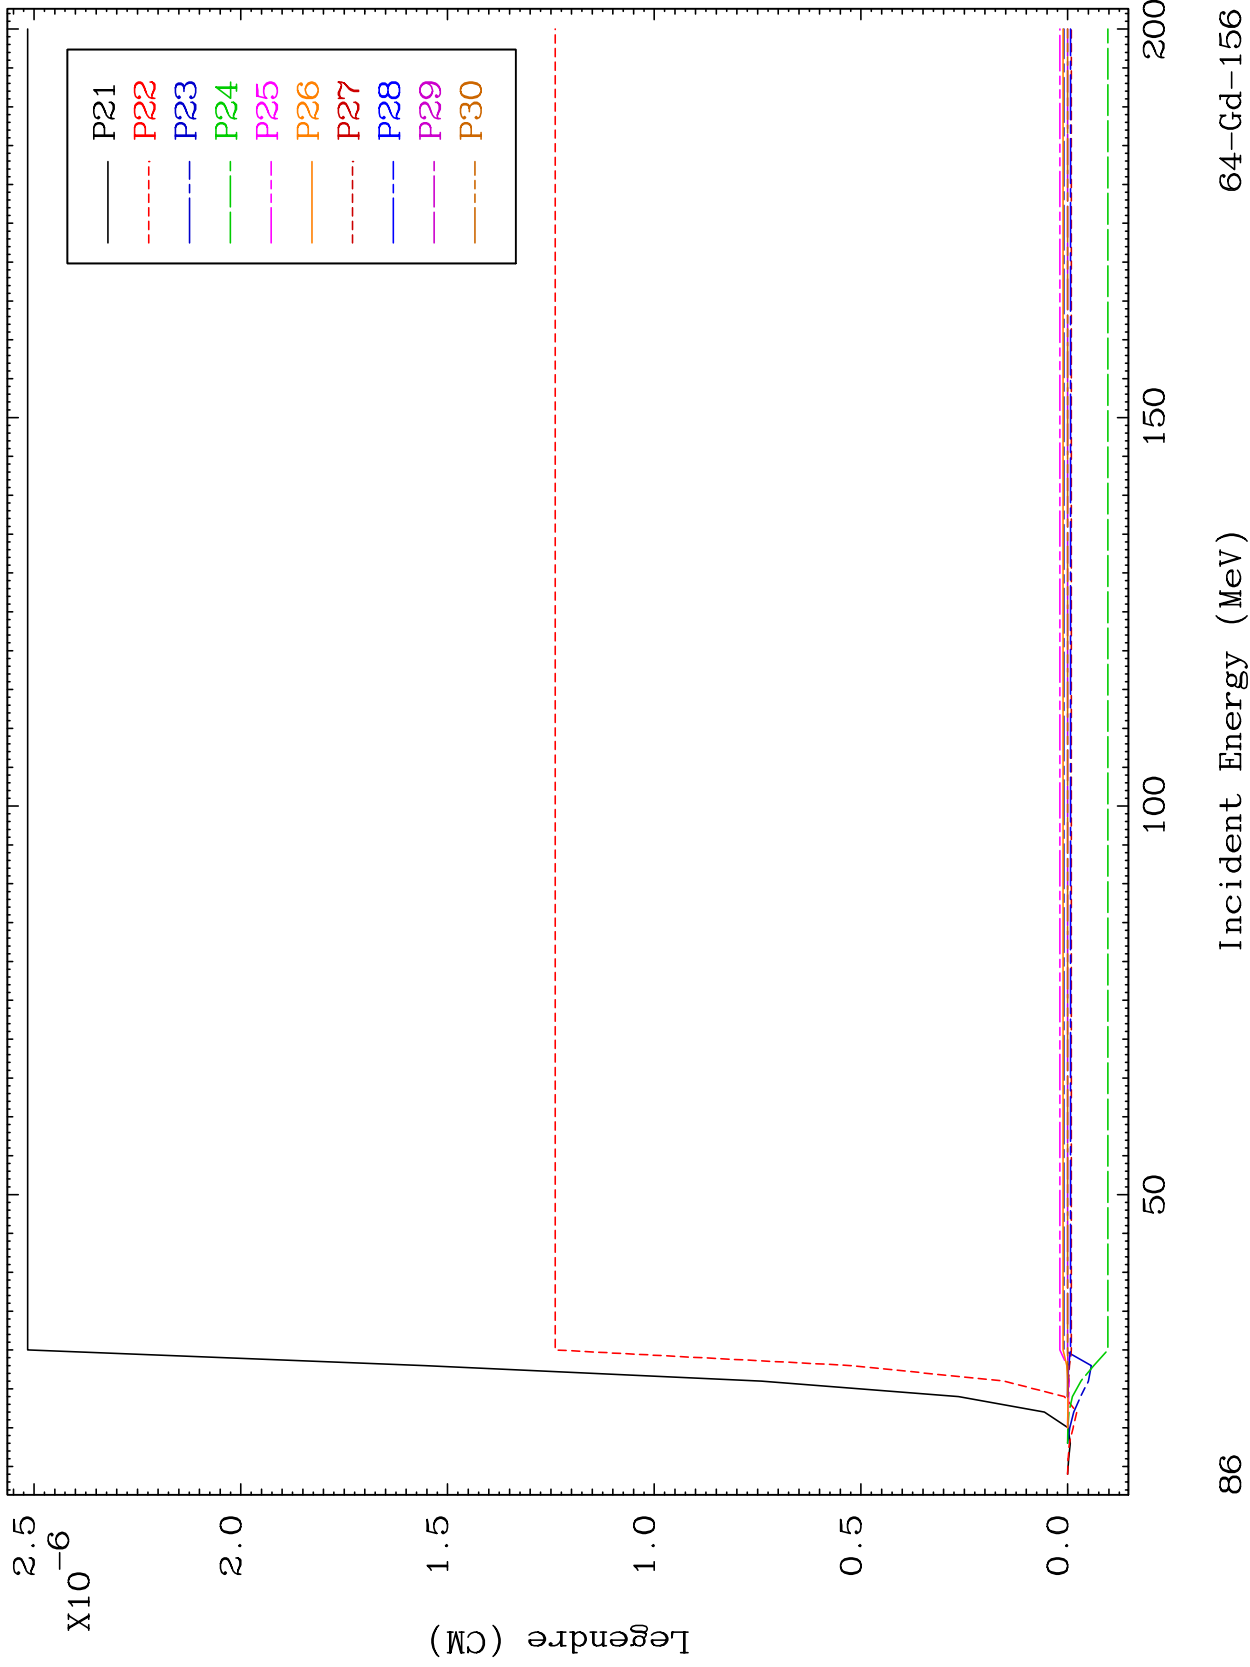 P21
P22
P23
P24
P25
P26
P27
P28
P29
P30
2.5
X10-6
2.0
1.5
1.0
0.5
0.0
Legendre (CM)
50
100
150
200
86
Incident Energy (MeV)
64-Gd-156